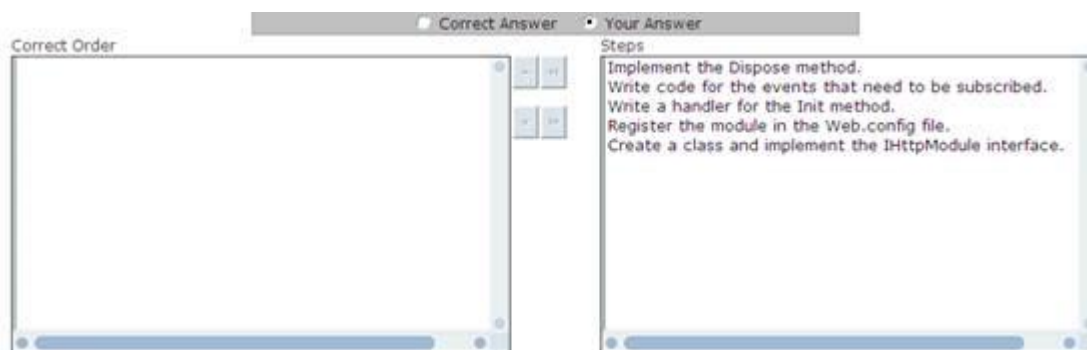 Correct Answer Your Answer
Correct Order
Steps
Implement the Dispose method.
Write code for the events that need to be subscribed.
Write a handler for the Init method.
Register the module in the Web.config file.
Create a class and implement the IHttpModule interface.